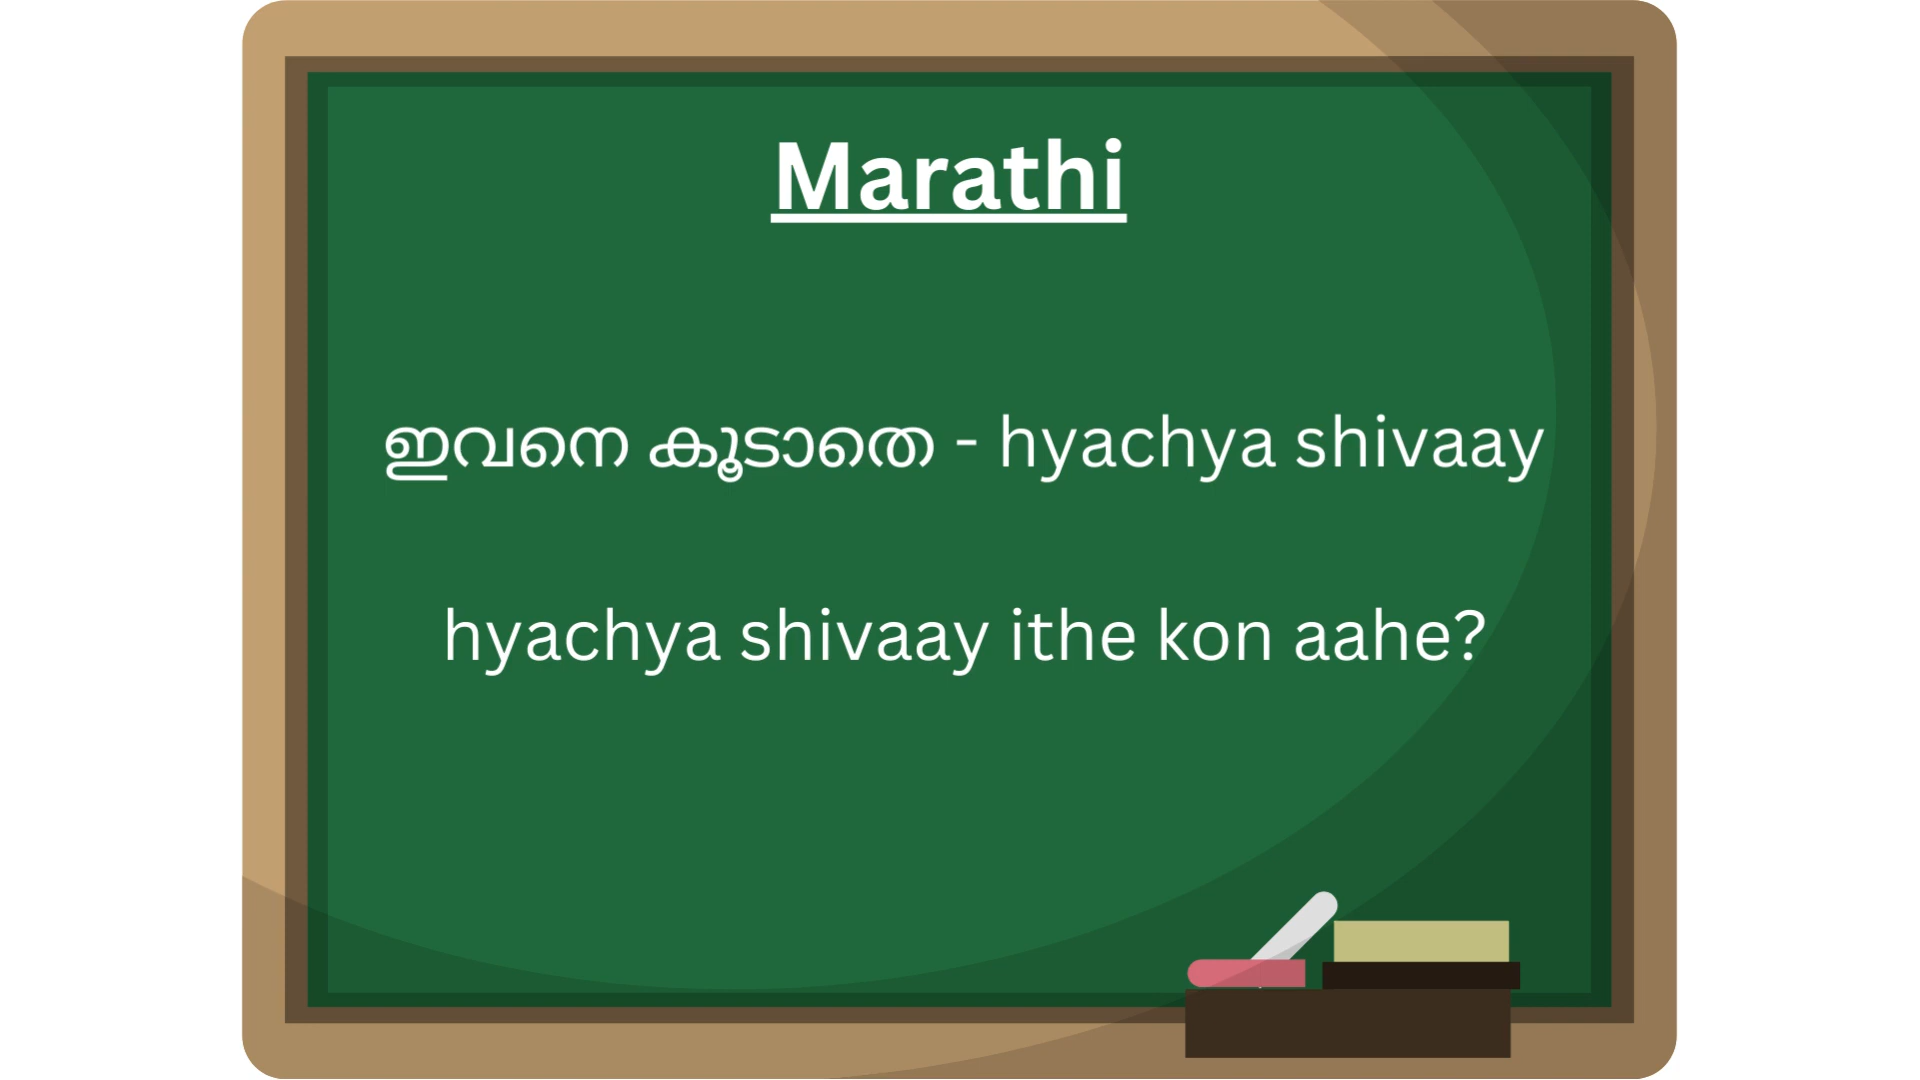 Marathi
ഇവനെ കൂടാതെ - hyachya shivaay
hyachya shivaay ithe kon aahe?